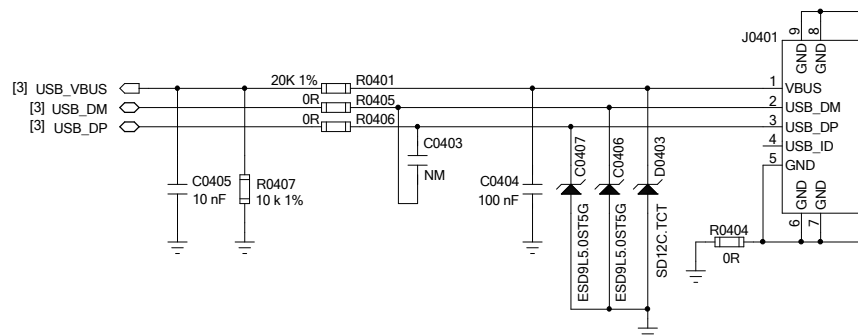 J0401
9
8
GND
GND
[3] USB_VBUS
20K 1%
R0401
1
VBUS
[3] USB_DM
0R
R0405
2
USB_DM
[3] USB_DP
0R
R0406
3
USB_DP
4
USB_ID
5
GND
C0403
NM
C0405
10 nF
R0407
10 k 1%
C0404
100 nF
C0407
ESD9L5.0ST5G
C0406
ESD9L5.0ST5G
D0403
SD12C.TCT
GND
GND
6
7
R0404
0R